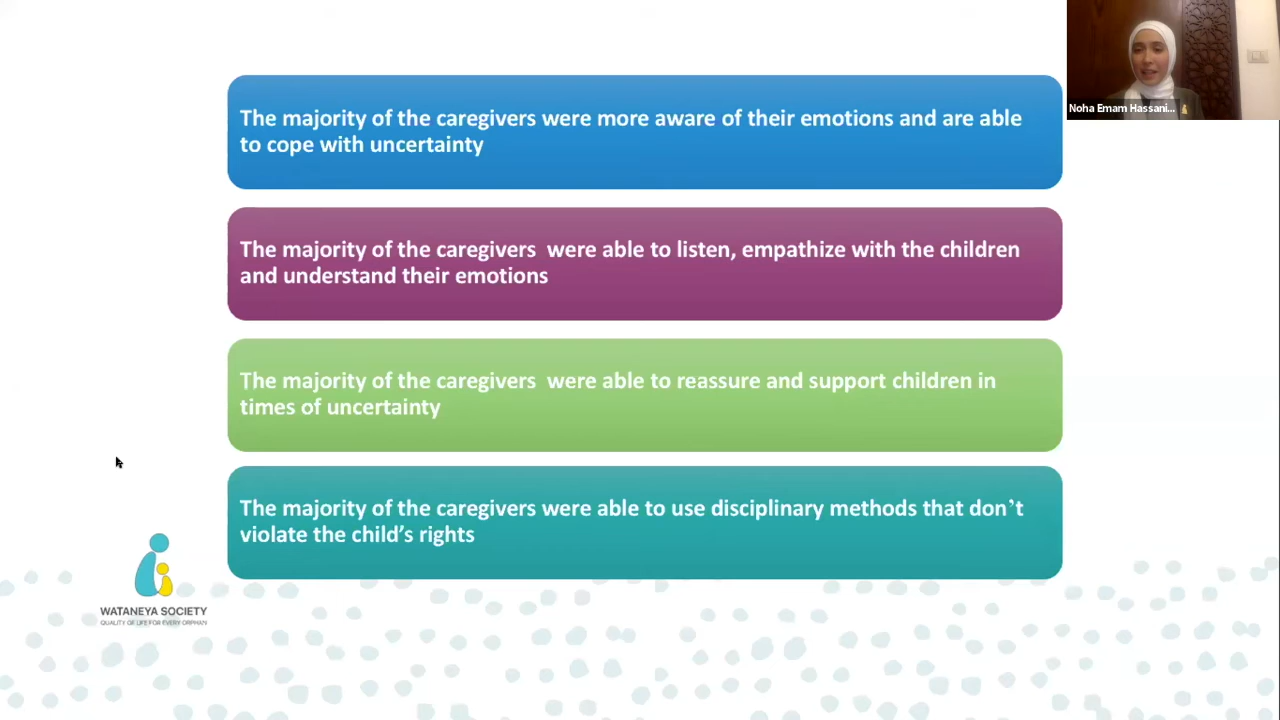 The majority of the caregivers were more aware of their emotions and are able
to cope with uncertainty
The majority of the caregivers were able to listen, empathize with the children
and understand their emotions
The majority of the caregivers were able to reassure and support children in
times of uncertainty
The majority of the caregivers were able to use disciplinary methods that don’t
violate the child’s rights
Noha Emam Hassani...
WATANEYA SOCIETY
QUALITY OF LIFE FOR EVERY ORPHAN